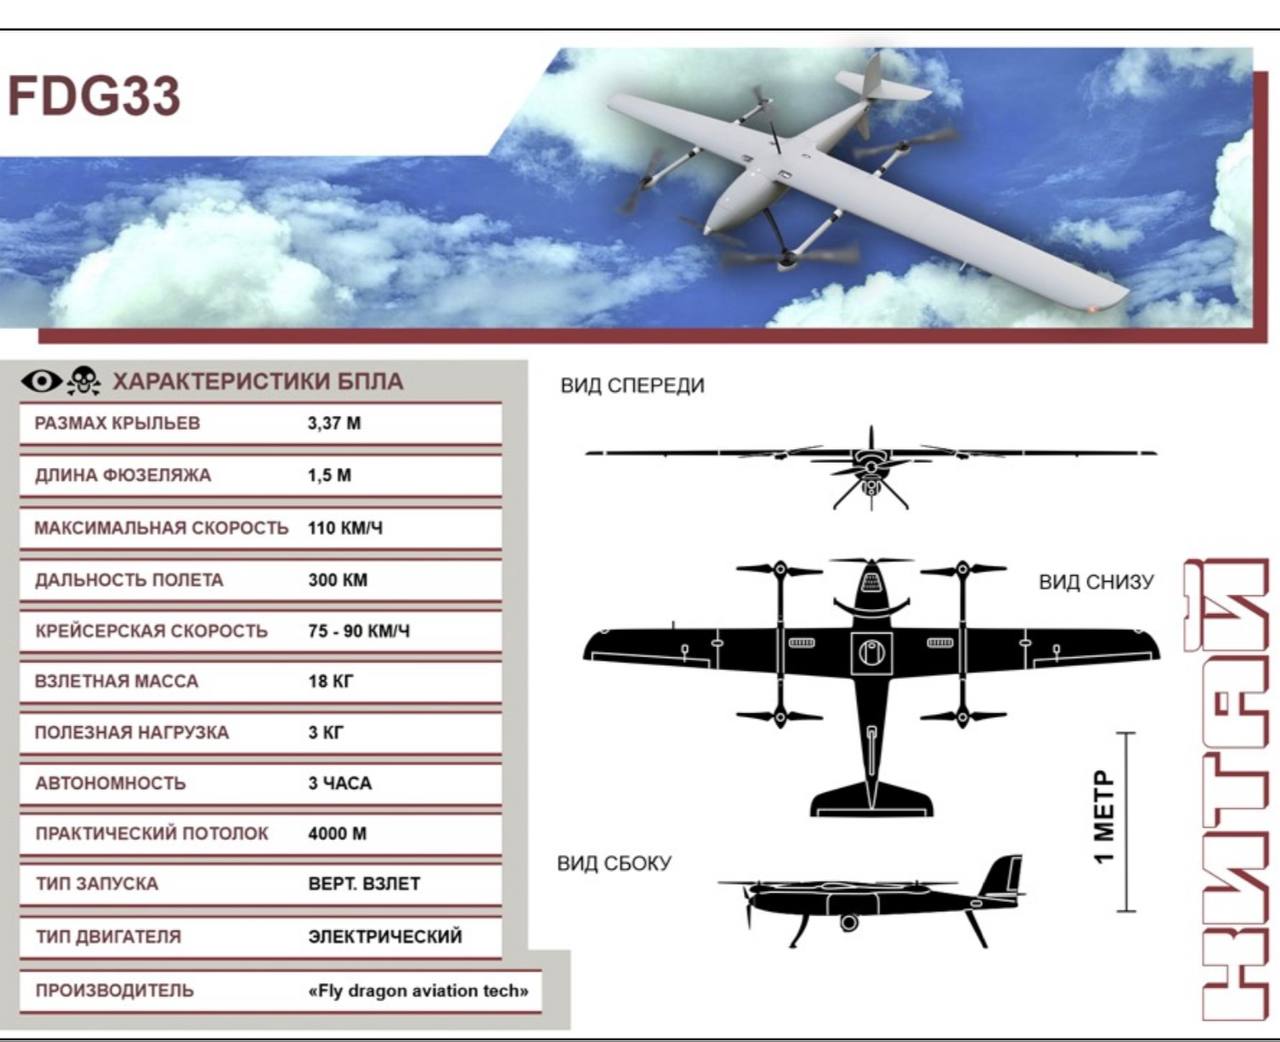 FDG33
ХАРАКТЕРИСТИКИ БПЛА
РАЗМАХ КРЫЛЬЕВ 3,37 М
ДЛИНА ФЮЗЕЛЯЖА 1,5 М
МАКСИМАЛЬНАЯ СКОРОСТЬ 110 КМ/Ч
ДАЛЬНОСТЬ ПОЛЕТА 300 КМ
КРЕЙСЕРСКАЯ СКОРОСТЬ 75 - 90 КМ/Ч
ВЗЛЕТНАЯ МАССА 18 КГ
ПОЛЕЗНАЯ НАГРУЗКА 3 КГ
АВТОНОМНОСТЬ 3 ЧАСА
ПРАКТИЧЕСКИЙ ПОТОЛОК 4000 М
ТИП ЗАПУСКА ВЕРТ. ВЗЛЕТ
ТИП ДВИГАТЕЛЯ ЭЛЕКТРИЧЕСКИЙ
ПРОИЗВОДИТЕЛЬ «Fly dragon aviation tech»
ВИД СПЕРЕДИ
ВИД СНИЗУ
ВИД СБОКУ
1 МЕТР
КИТАЙ